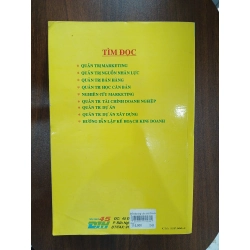 TÌM ĐỌC
QUẢN TRỊ MARKETING
QUẢN TRỊ NGUỒN NHÂN LỰC
QUẢN TRỊ BÁN HÀNG
QUẢN TRỊ HỌC CĂN BẢN
NGHIÊN CỨU MARKETING
QUẢN TRỊ TÀI CHÍNH DOANH NGHIỆP
QUẢN TRỊ DỰ ÁN
QUẢN TRỊ DỰ ÁN XÂY DỰNG
HƯỚNG DẪN LẬP KẾ HOẠCH KINH DOANH